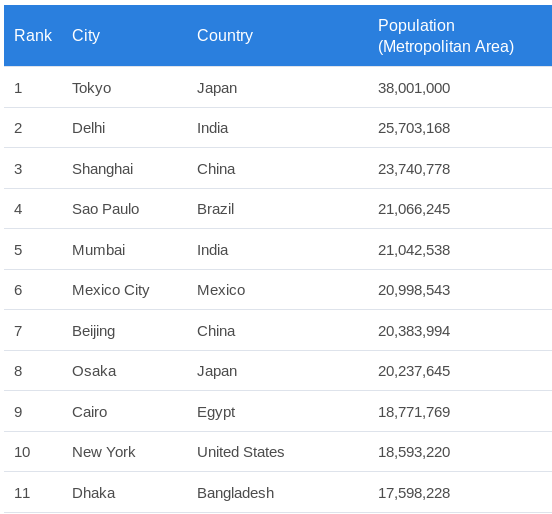 Rank City Country Population
(Metropolitan Area)
1 Tokyo Japan 38,001,000
2 Delhi India 25,703,168
3 Shanghai China 23,740,778
4 Sao Paulo Brazil 21,066,245
5 Mumbai India 21,042,538
6 Mexico City Mexico 20,998,543
7 Beijing China 20,383,994
8 Osaka Japan 20,237,645
9 Cairo Egypt 18,771,769
10 New York United States 18,593,220
11 Dhaka Bangladesh 17,598,228